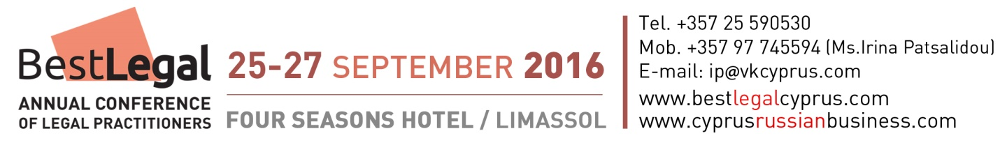 BestLegal
ANNUAL CONFERENCE
OF LEGAL PRACTITIONERS
25-27 SEPTEMBER 2016
FOUR SEASONS HOTEL / LIMASSOL
Tel. +357 25 590530
Mob. +357 97 745594 (Ms.Irina Patsalidou)
E-mail: ip@vkcyprus.com
www.bestlegalcyprus.com
www.cyprusrussianbusiness.com